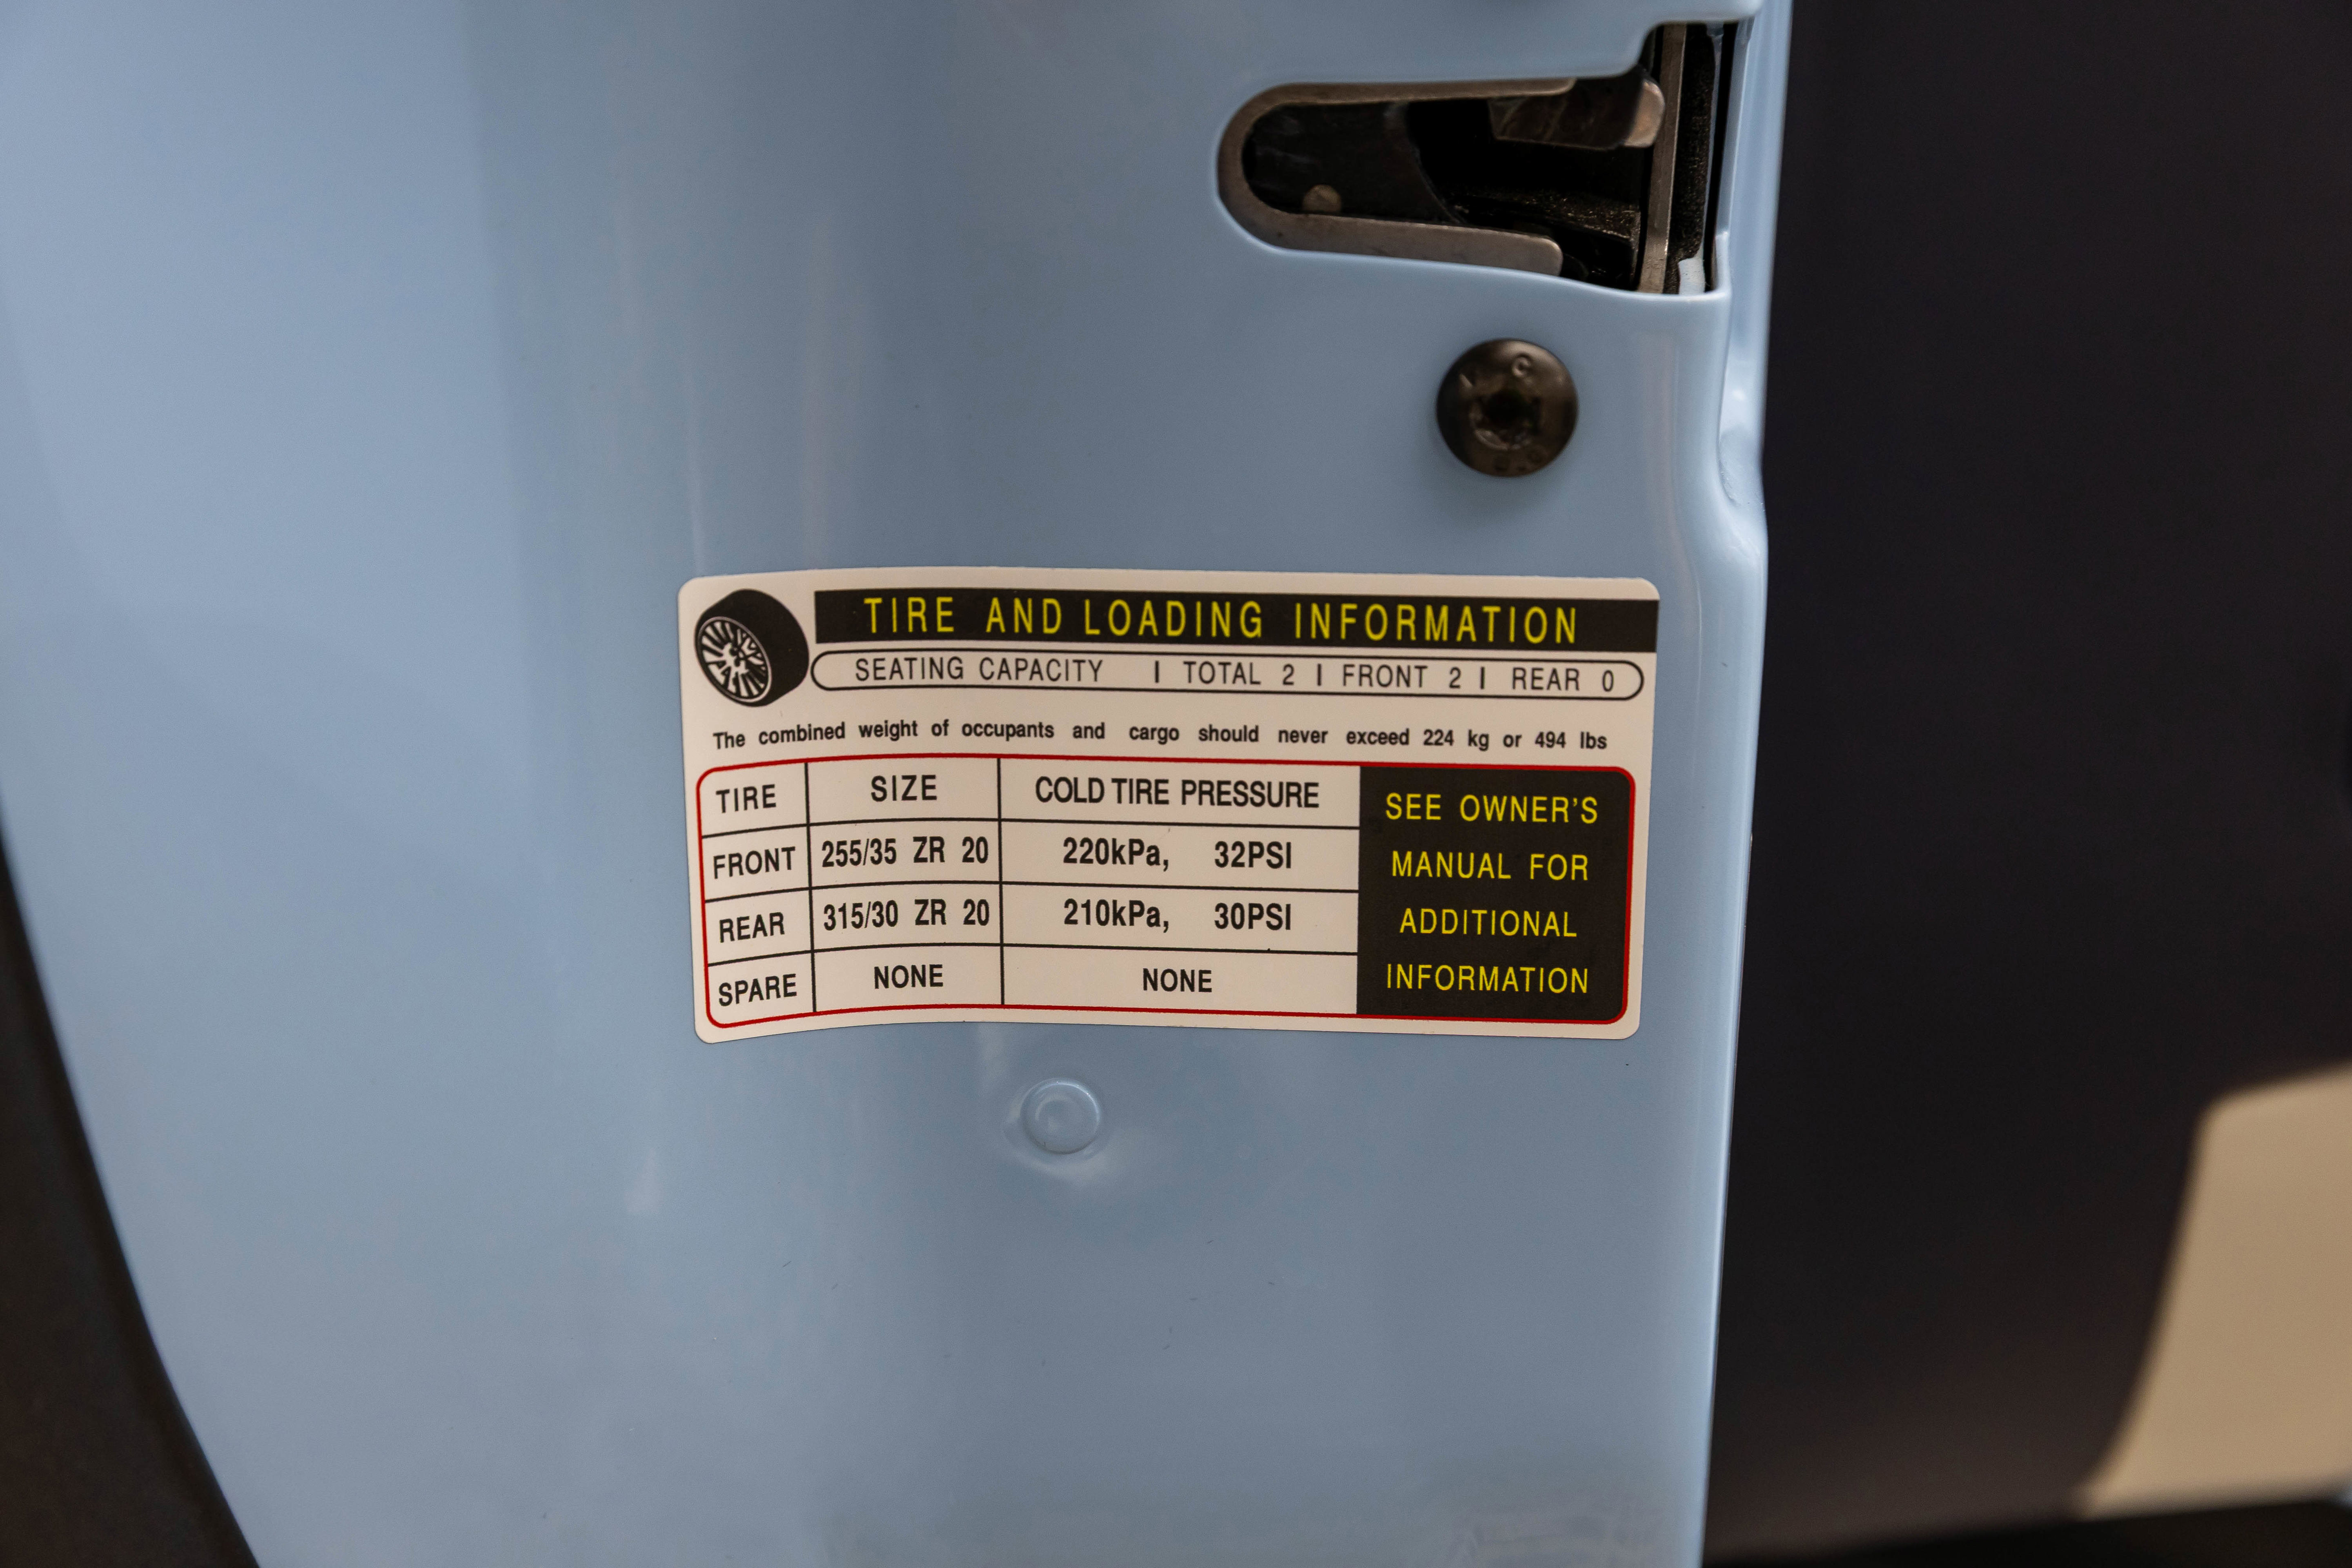 TIRE AND LOADING INFORMATION
SEATING CAPACITY | TOTAL 2 | FRONT 2 | REAR 0
The combined weight of occupants and cargo should never exceed 224 kg or 494 lbs
TIRE SIZE COLD TIRE PRESSURE
FRONT 255/35 ZR 20 220kPa, 32PSI
REAR 315/30 ZR 20 210kPa, 30PSI
SPARE NONE NONE
SEE OWNER'S
MANUAL FOR
ADDITIONAL
INFORMATION